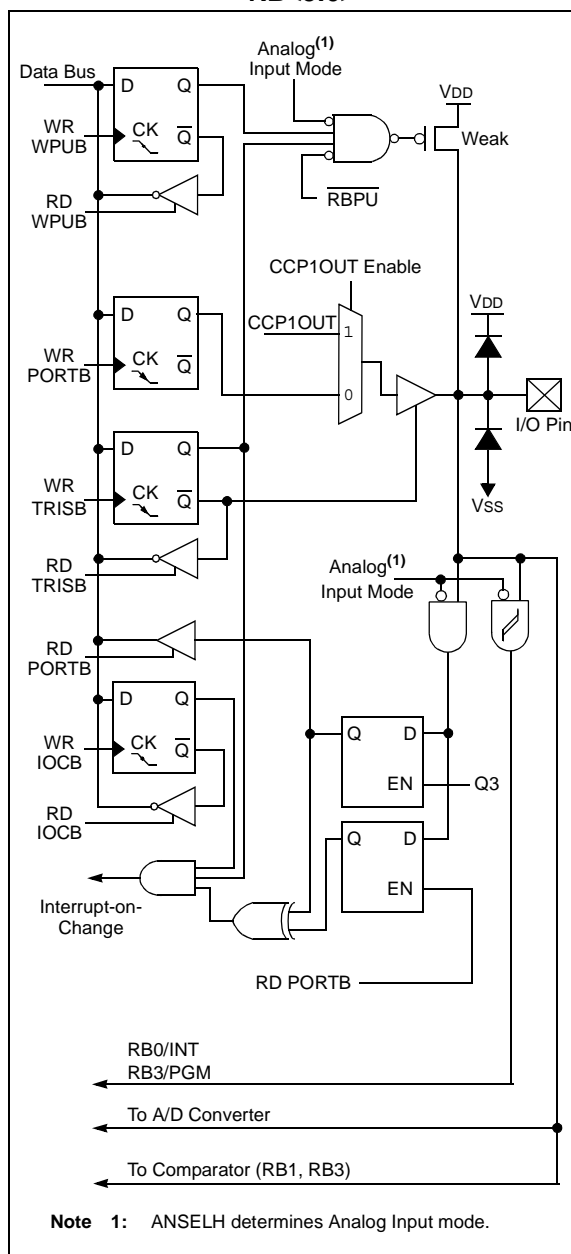 Analog(1)
Input Mode
Data Bus
D Q
VDD
WR
WPUB
CK Q
Weak
RD
WPUB
RBPU
CCP1OUT Enable
CCP1OUT
1
VDD
D Q
WR
PORTB
CK Q
0
I/O Pin
D Q
WR
TRISB
CK Q
VSS
RD
TRISB
Analog(1)
Input Mode
RD
PORTB
D Q
WR
IOCB
CK Q
Q D
EN
Q3
RD
IOCB
Q D
EN
Interrupt-on-
Change
RD PORTB
RB0/INT
RB3/PGM
To A/D Converter
To Comparator (RB1, RB3)
Note 1: ANSELH determines Analog Input mode.